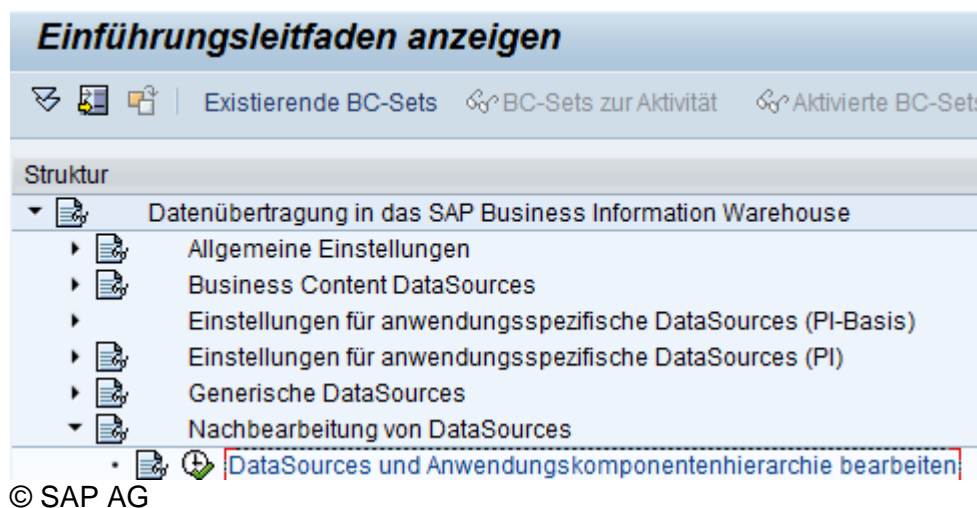 Einführungsleitfaden anzeigen
Existierende BC-Sets BC-Sets zur Aktivität Aktivierte BC-Sets
Struktur
Datenübertragung in das SAP Business Information Warehouse
Allgemeine Einstellungen
Business Content DataSources
Einstellungen für anwendungsspezifische DataSources (PI-Basis)
Einstellungen für anwendungsspezifische DataSources (PI)
Generische DataSources
Nachbearbeitung von DataSources
DataSources und Anwendungskomponentenhierarchie bearbeiten
© SAP AG